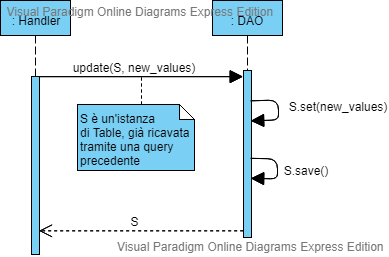 Visual Paradigm Online Diagrams Express Edition
: Handler
: DAO
update(S, new_values)
S.set(new_values)
S è un'istanza
di Table, già ricavata
tramite una query
precedente
S.save()
S
Visual Paradigm Online Diagrams Express Edition